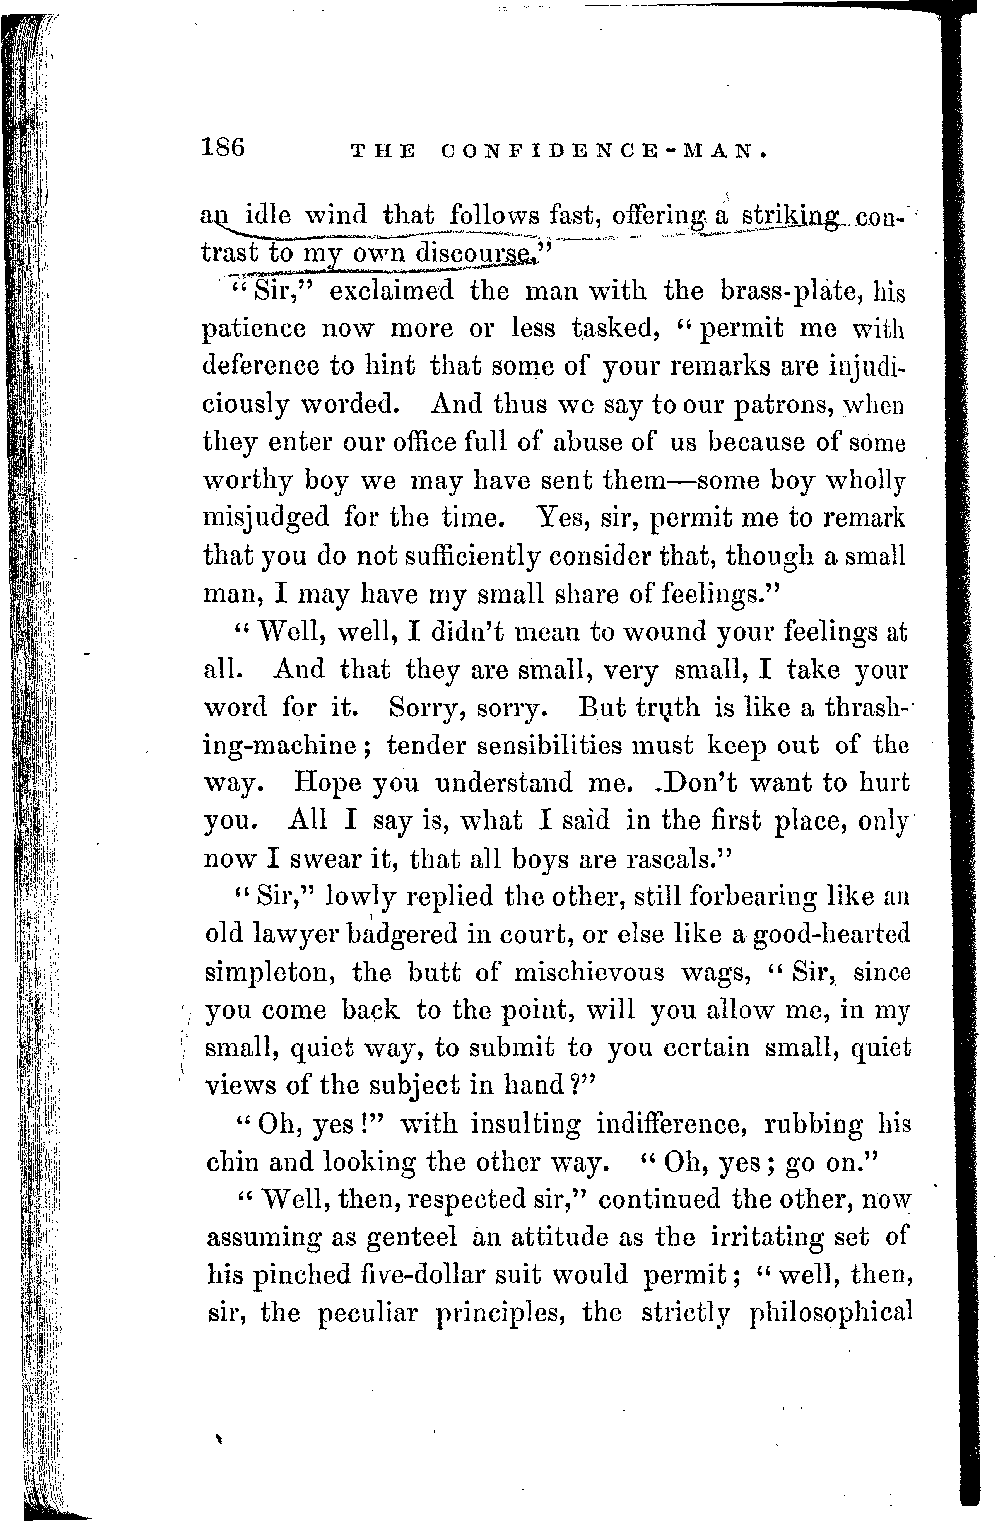 186 THE CONFIDENCE-MAN.
an idle wind that follows fast, offering a striking con-
trast to my own discourse."
"Sir," exclaimed the man with the brass-plate, his
patience now more or less tasked, "permit me with
deference to hint that some of your remarks are injudi-
ciously worded. And thus we say to our patrons, when
they enter our office full of abuse of us because of some
worthy boy we may have sent them—some boy wholly
misjudged for the time. Yes, sir, permit me to remark
that you do not sufficiently consider that, though a small
man, I may have my small share of feelings."
"Well, well, I didn't mean to wound your feelings at
all. And that they are small, very small, I take your
word for it. Sorry, sorry. But truth is like a thrash-
ing-machine; tender sensibilities must keep out of the
way. Hope you understand me. Don't want to hurt
you. All I say is, what I said in the first place, only
now I swear it, that all boys are rascals."
"Sir," lowly replied the other, still forbearing like an
old lawyer badgered in court, or else like a good-hearted
simpleton, the butt of mischievous wags, "Sir, since
you come back to the point, will you allow me, in my
small, quiet way, to submit to you certain small, quiet
views of the subject in hand?"
"Oh, yes!" with insulting indifference, rubbing his
chin and looking the other way. "Oh, yes; go on."
"Well, then, respected sir," continued the other, now
assuming as genteel an attitude as the irritating set of
his pinched five-dollar suit would permit; "well, then,
sir, the peculiar principles, the strictly philosophical